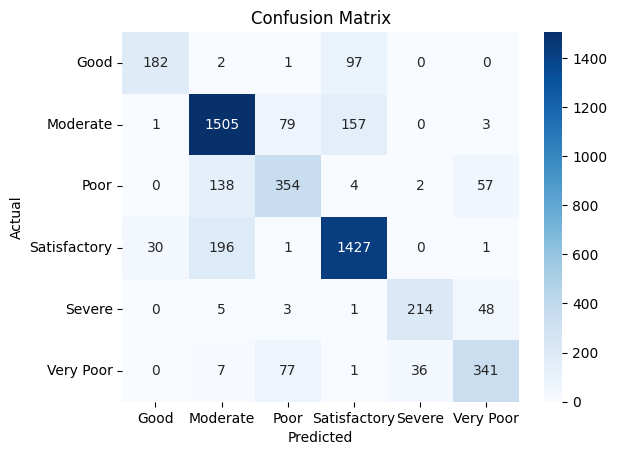 Confusion Matrix
Good 182 2 1 97 0 0
Moderate 1 1505 79 157 0 3
Poor 0 138 354 4 2 57
Satisfactory 30 196 1 1427 0 1
Severe 0 5 3 1 214 48
Very Poor 0 7 77 1 36 341
Good Moderate Poor Satisfactory Severe Very Poor
Predicted
Actual
1400
1200
1000
800
600
400
200
0